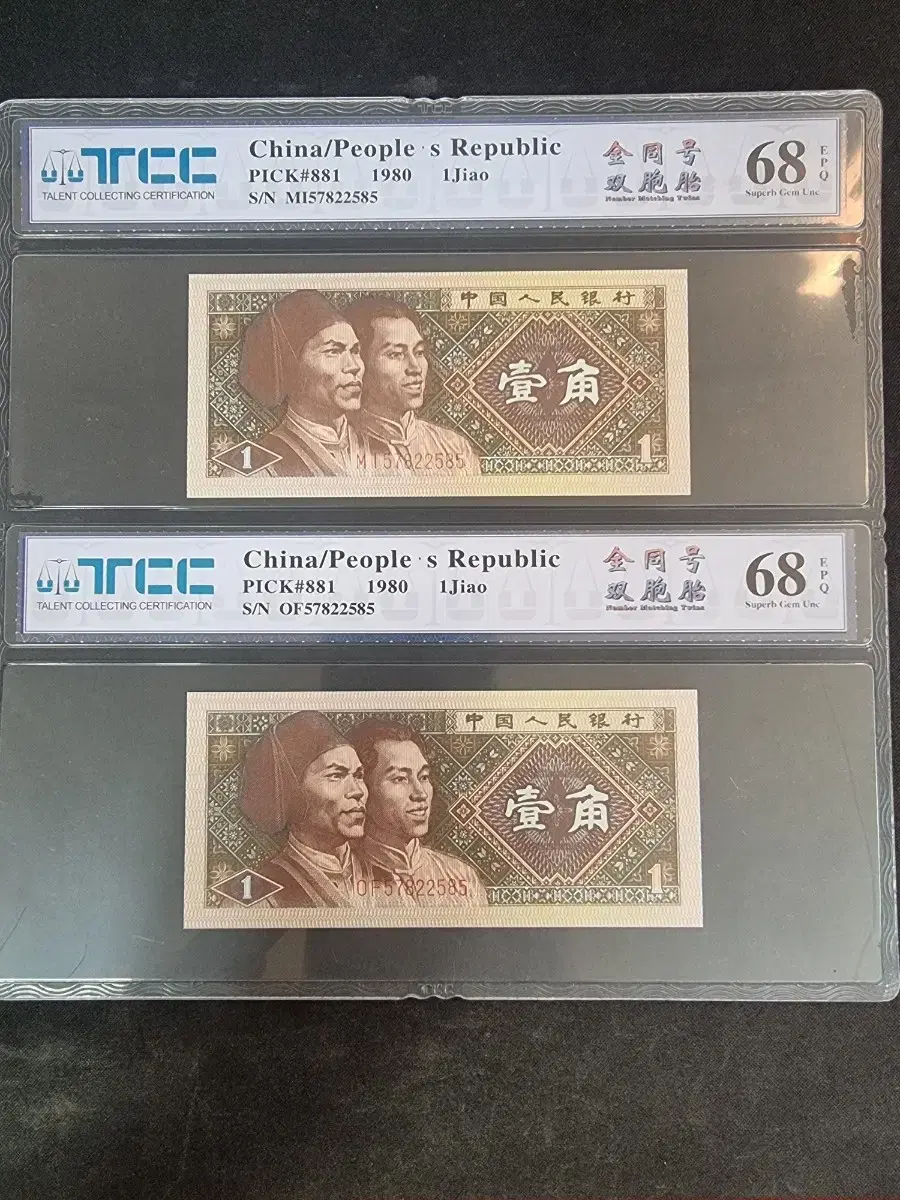 TCC
TCC
TALENT COLLECTING CERTIFICATION
China/People · s Republic
PICK#881 1980 1Jiao
S/N MI57822585
全同号
双胞胎
Number Matching Twins
68
EPQ
Superb Gem Unc
中国人民银行
壹角
1
MI57822585
1
TCC
TALENT COLLECTING CERTIFICATION
China/People · s Republic
PICK#881 1980 1Jiao
S/N OF57822585
全同号
双胞胎
Number Matching Twins
68
EPQ
Superb Gem Unc
中国人民银行
壹角
1
OF57822585
1